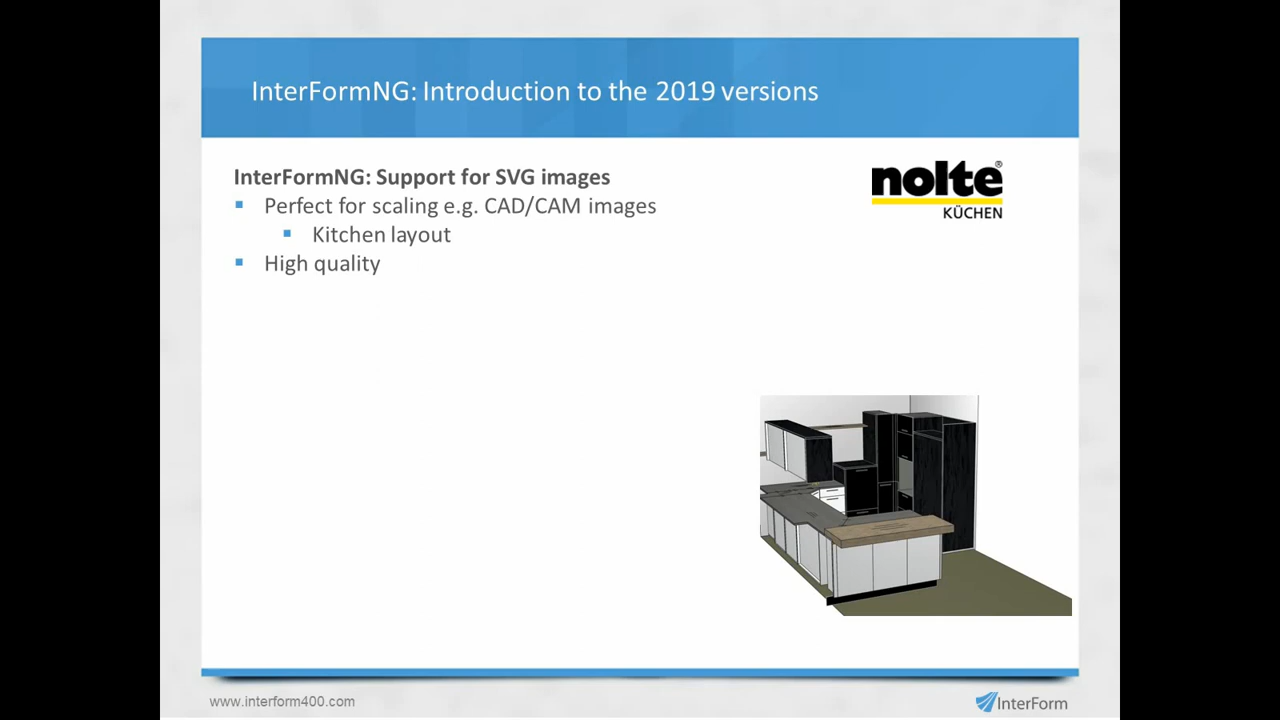 InterFormNG: Introduction to the 2019 versions
InterFormNG: Support for SVG images
Perfect for scaling e.g. CAD/CAM images
Kitchen layout
High quality
nolte®
KÜCHEN
www.interform400.com
InterForm